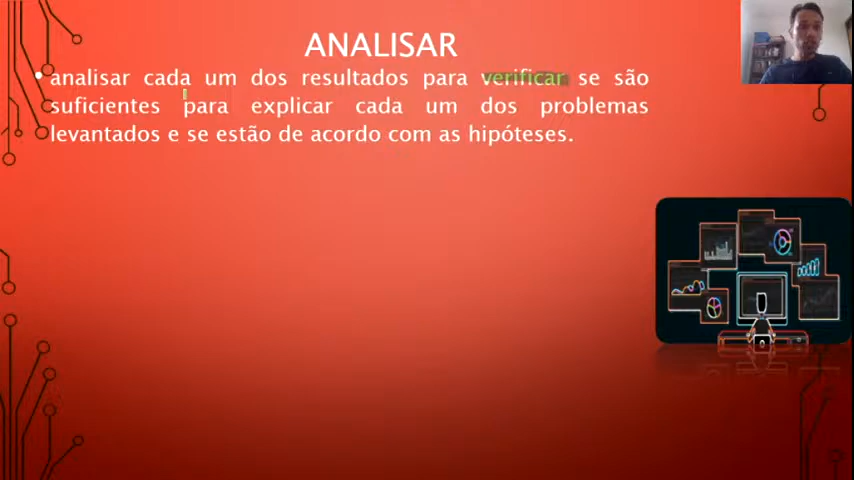 ANALISAR
analisar cada um dos resultados para verificar se são
suficientes para explicar cada um dos problemas
levantados e se estão de acordo com as hipóteses.